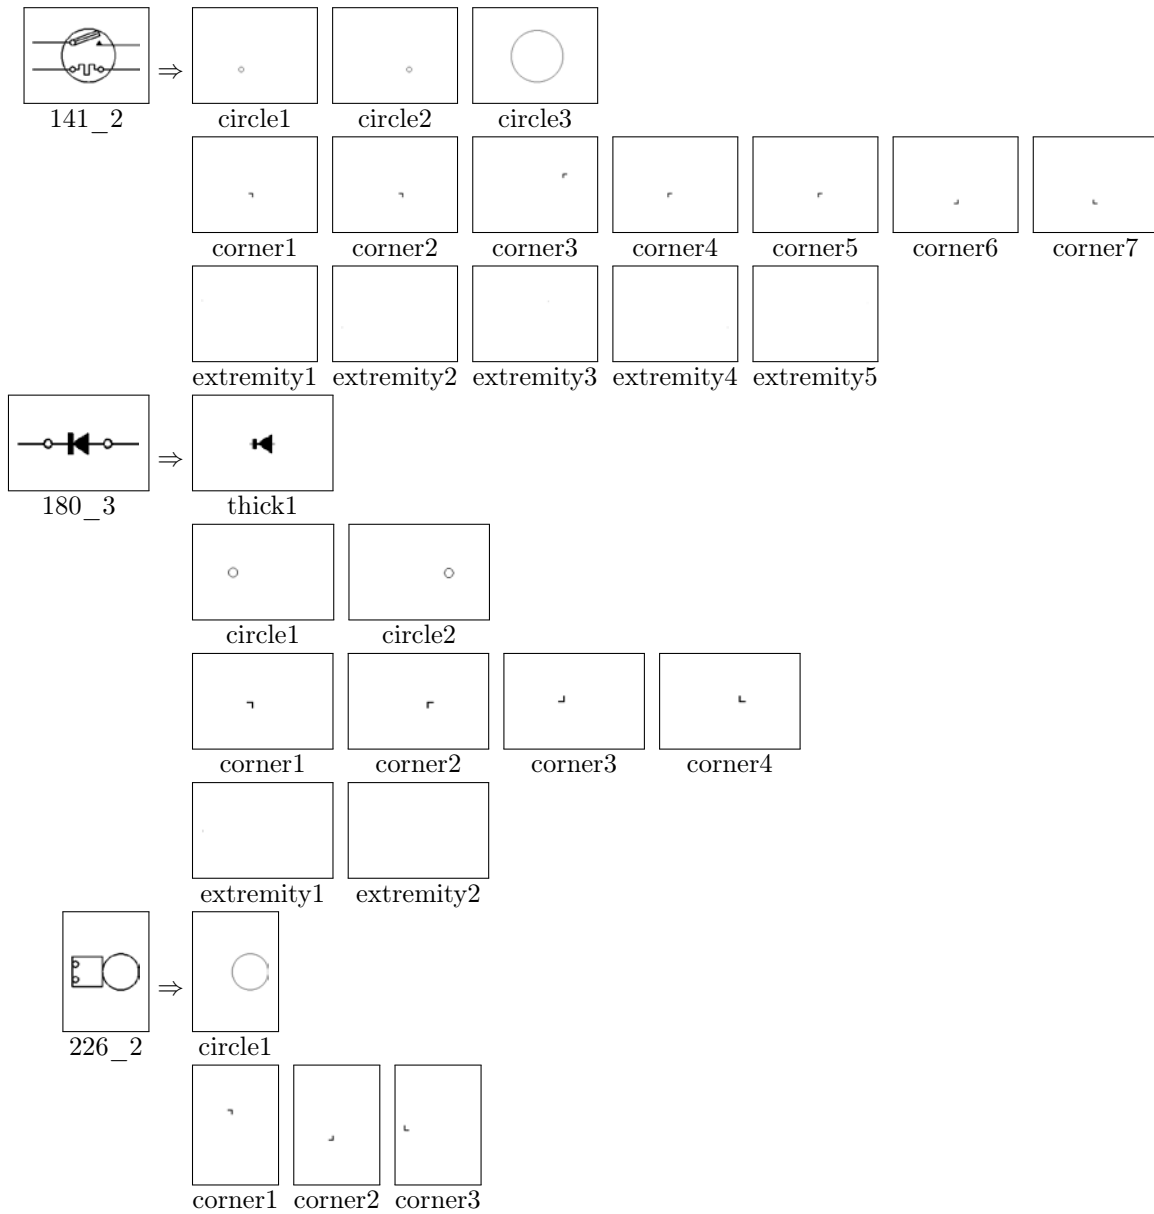 ⇒
141_2 circle1 circle2 circle3
corner1 corner2 corner3 corner4 corner5 corner6 corner7
extremity1 extremity2 extremity3 extremity4 extremity5
⇒
180_3 thick1
circle1 circle2
corner1 corner2 corner3 corner4
extremity1 extremity2
⇒
226_2 circle1
corner1 corner2 corner3